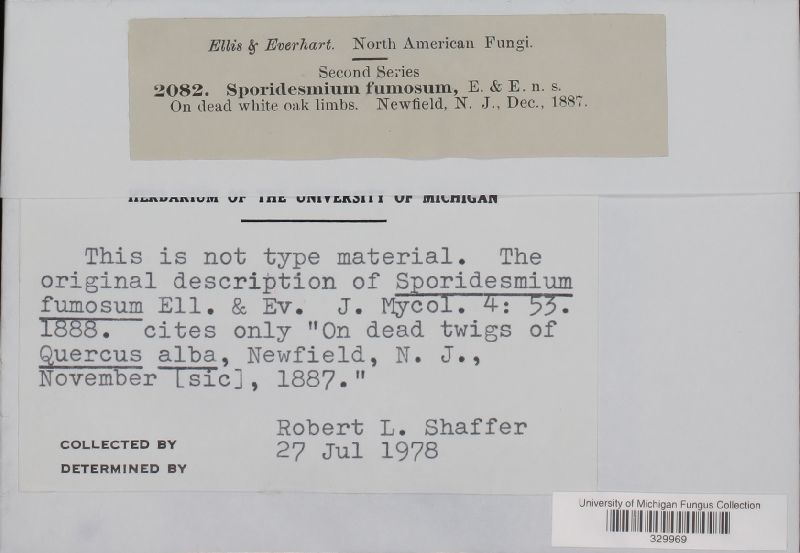 Ellis & Everhart. North American Fungi.
Second Series
2082. Sporidesmium fumosum, E. & E. n. s.
On dead white oak limbs. Newfield, N. J., Dec., 1887.
HERBARIUM OF THE UNIVERSITY OF MICHIGAN
This is not type material. The
original description of Sporidesmium
fumosum Ell. & Ev. J. Mycol. 4: 53.
1888. cites only "On dead twigs of
Quercus alba, Newfield, N. J.,
November [sic], 1887."
Robert L. Shaffer
COLLECTED BY
27 Jul 1978
DETERMINED BY
University of Michigan Fungus Collection
329969